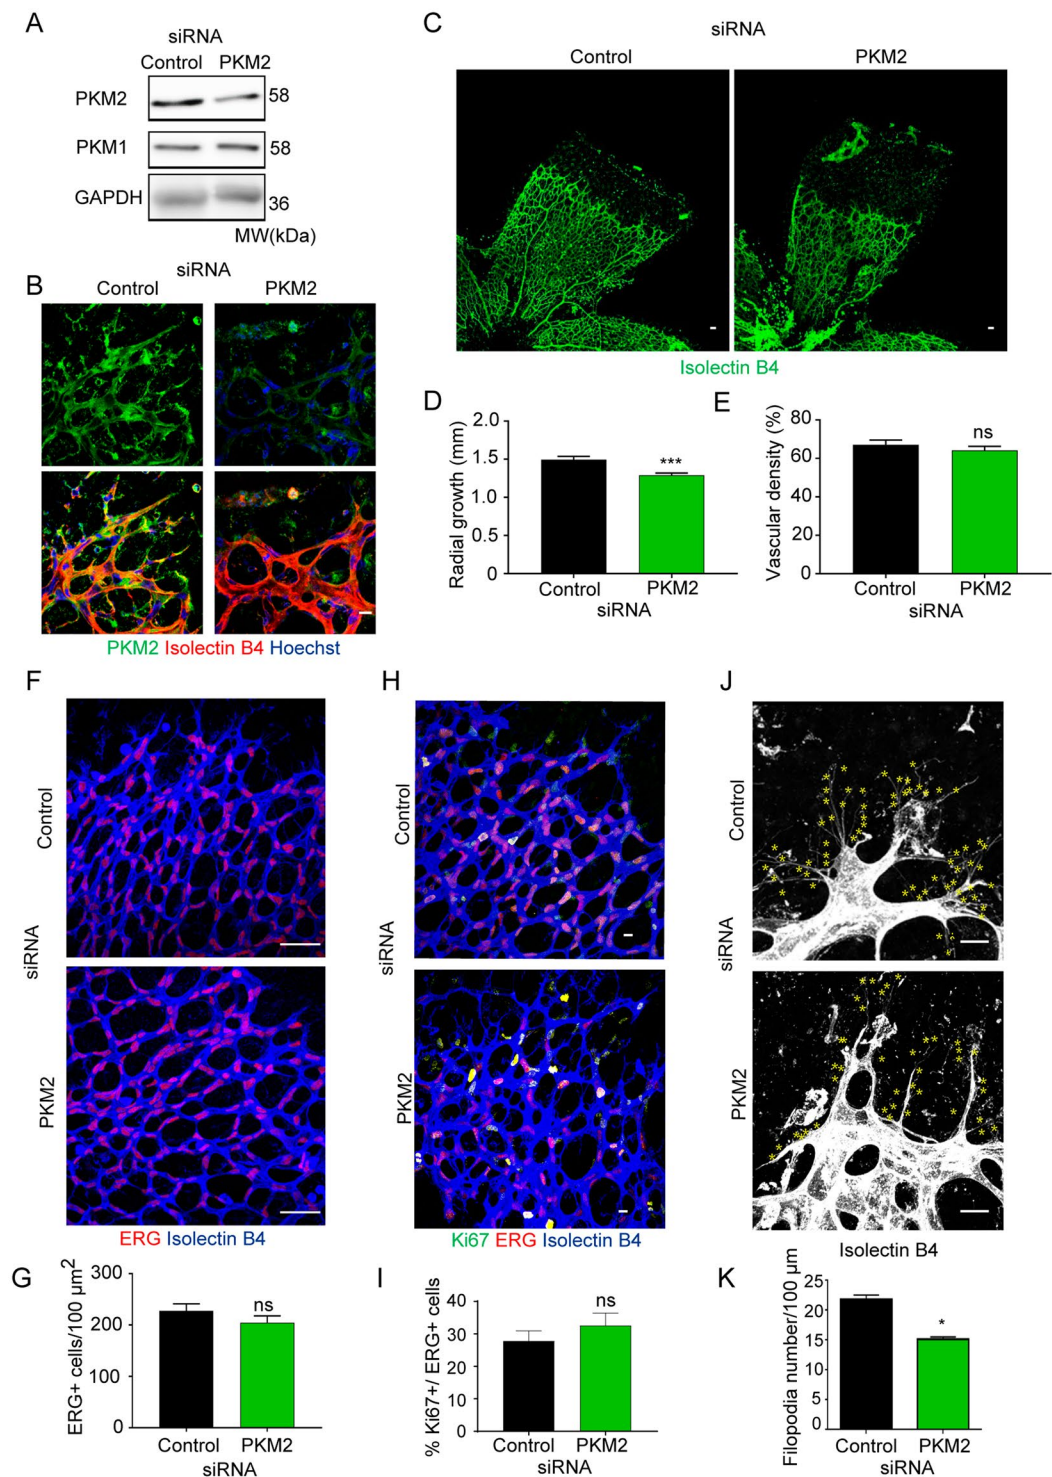 A
siRNA
Control PKM2
PKM2 58
PKM1 58
GAPDH 36
MW(kDa)
B
siRNA
Control PKM2
PKM2 Isolectin B4 Hoechst
C
siRNA
Control PKM2
Isolectin B4
D
Radial growth (mm)
2.0
1.5
1.0
0.5
0
***
Control PKM2
siRNA
E
Vascular density (%)
80
60
40
20
0
ns
Control PKM2
siRNA
F
Control
siRNA
PKM2
ERG Isolectin B4
G
ERG+ cells/100 µm²
300
200
100
0
ns
Control PKM2
siRNA
H
Control
siRNA
PKM2
Ki67 ERG Isolectin B4
I
% Ki67+/ ERG+ cells
40
30
20
10
0
ns
Control PKM2
siRNA
J
Control
siRNA
PKM2
Isolectin B4
K
Filopodia number/100 µm
25
20
15
10
5
0
*
Control PKM2
siRNA